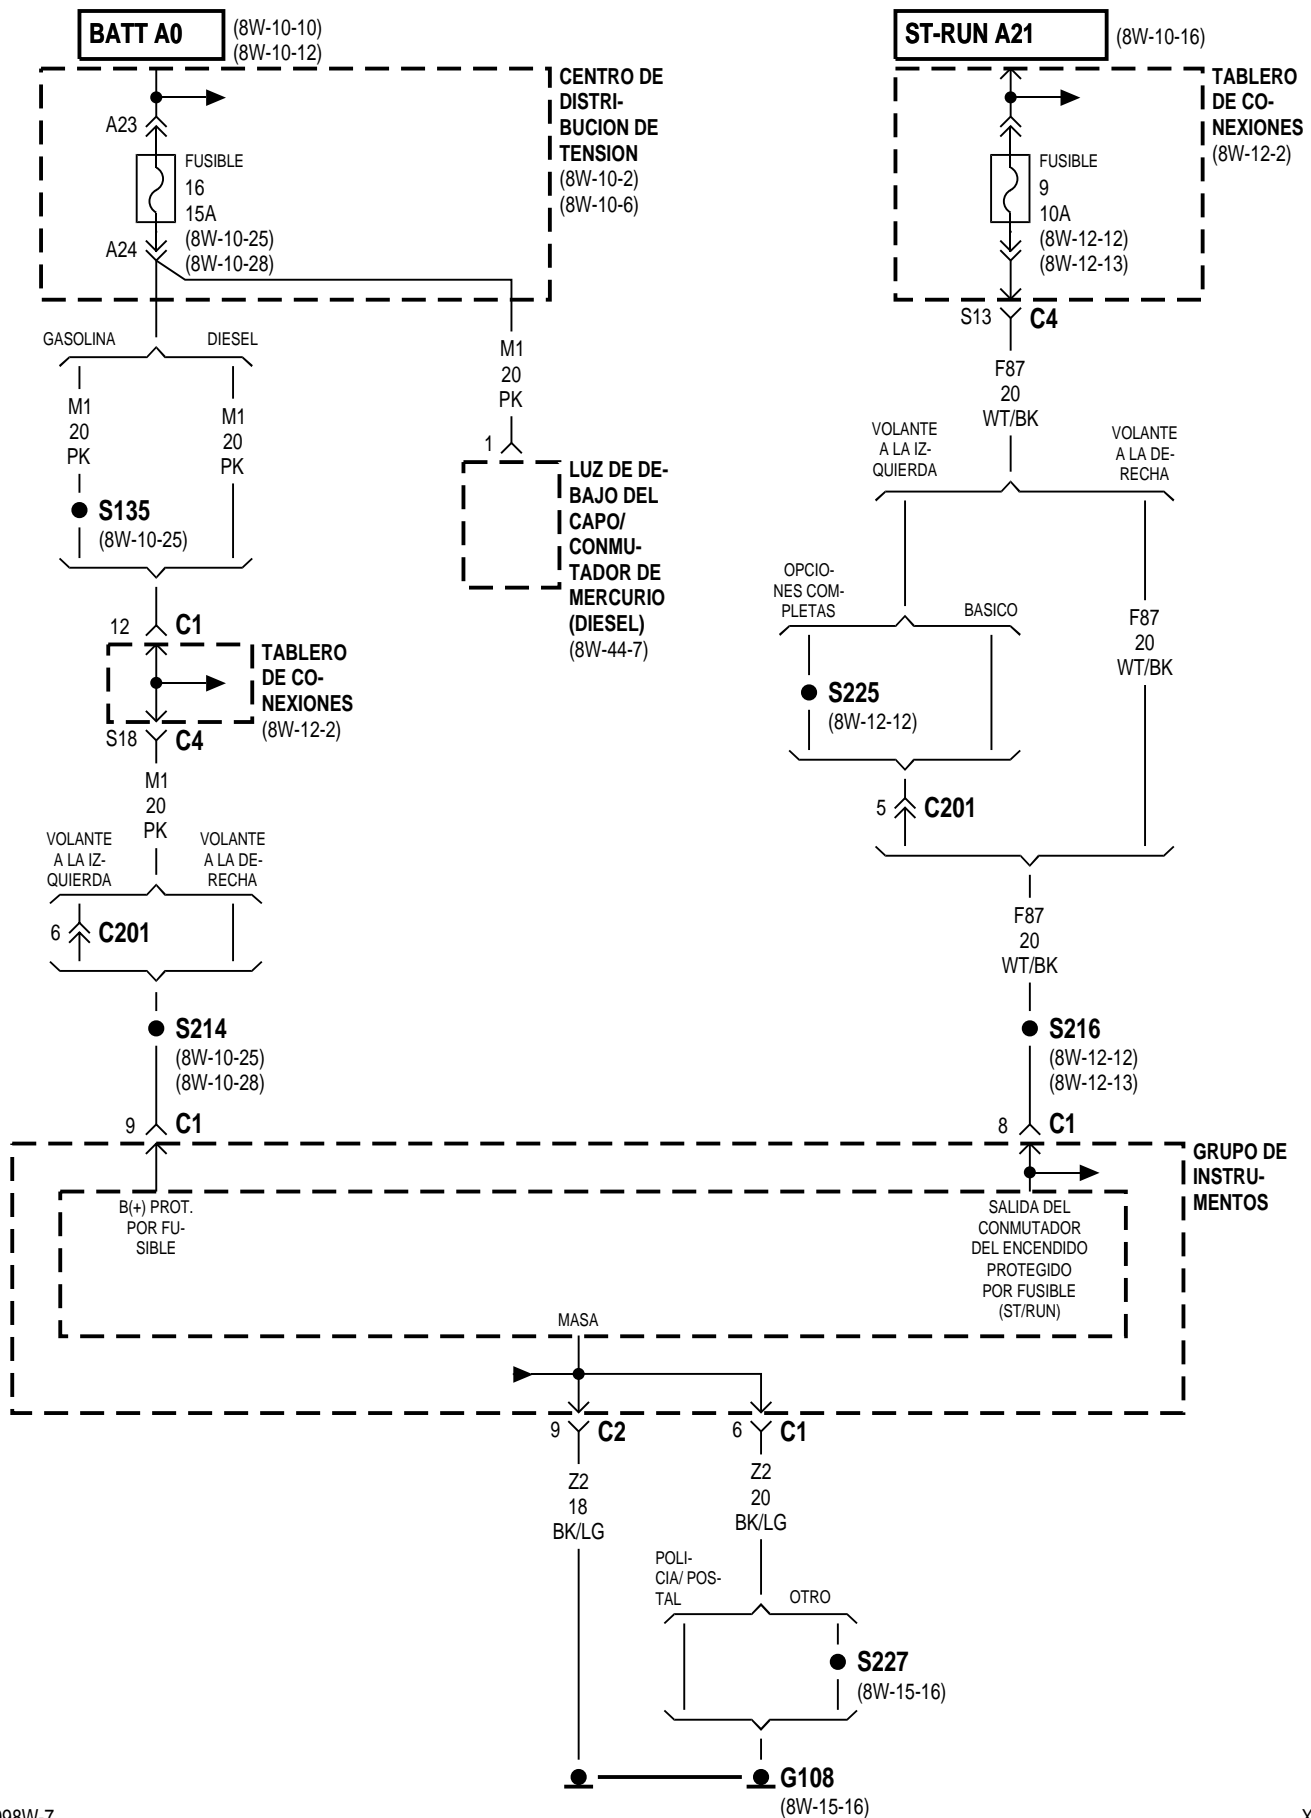 BATT A0
(8W-10-10)
(8W-10-12)
CENTRO DE
DISTRI-
BUCION DE
TENSION
(8W-10-2)
(8W-10-6)
A23
FUSIBLE
16
15A
(8W-10-25)
(8W-10-28)
A24
GASOLINA
DIESEL
M1
20
PK
M1
20
PK
S135
(8W-10-25)
M1
20
PK
1
LUZ DE DE-
BAJO DEL
CAPO/
CONMU-
TADOR DE
MERCURIO
(DIESEL)
(8W-44-7)
12
C1
TABLERO
DE CO-
NEXIONES
(8W-12-2)
S18
C4
M1
20
PK
VOLANTE
A LA IZ-
QUIERDA
VOLANTE
A LA DE-
RECHA
6
C201
S214
(8W-10-25)
(8W-10-28)
9
C1
ST-RUN A21
(8W-10-16)
TABLERO
DE CO-
NEXIONES
(8W-12-2)
FUSIBLE
9
10A
(8W-12-12)
(8W-12-13)
S13
C4
F87
20
WT/BK
VOLANTE
A LA IZ-
QUIERDA
VOLANTE
A LA DE-
RECHA
OPCIO-
NES COM-
PLETAS
BASICO
S225
(8W-12-12)
F87
20
WT/BK
5
C201
F87
20
WT/BK
S216
(8W-12-12)
(8W-12-13)
8
C1
GRUPO DE
INSTRU-
MENTOS
B(+) PROT.
POR FU-
SIBLE
SALIDA DEL
CONMUTADOR
DEL ENCENDIDO
PROTEGIDO
POR FUSIBLE
(ST/RUN)
MASA
9
C2
6
C1
Z2
18
BK/LG
Z2
20
BK/LG
POLI-
CIA/ POS-
TAL
OTRO
S227
(8W-15-16)
G108
(8W-15-16)